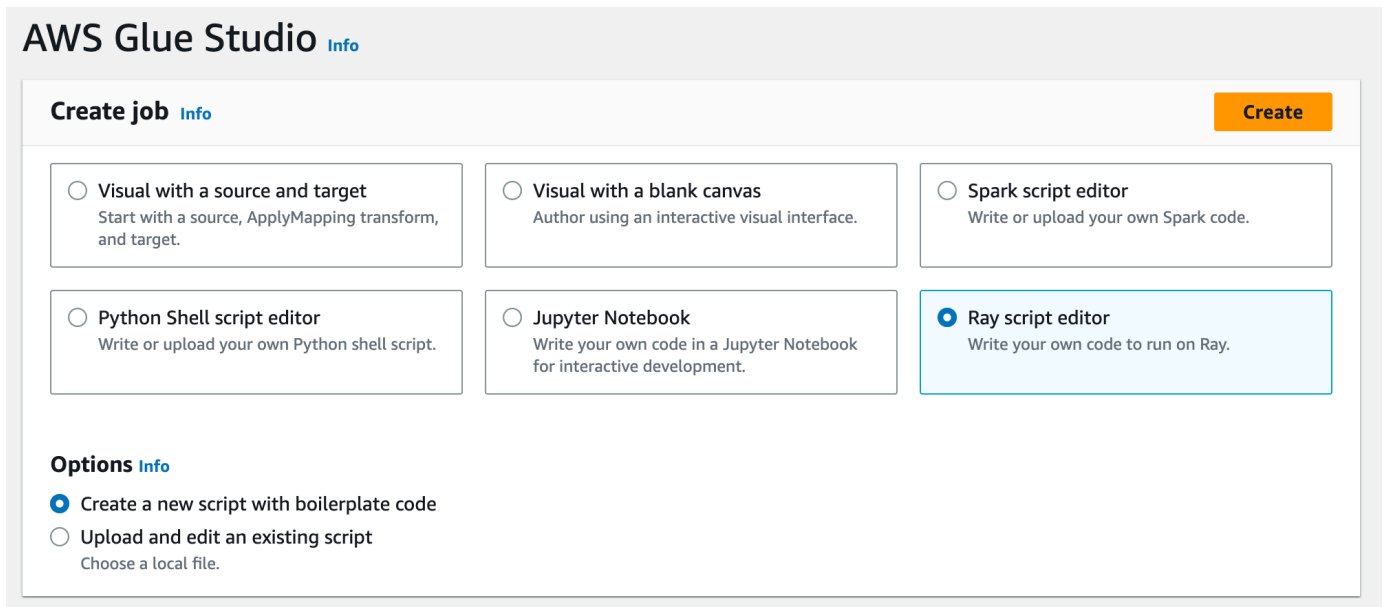 AWS Glue Studio Info
Create job Info
Create
Visual with a source and target
Start with a source, ApplyMapping transform,
and target.
Visual with a blank canvas
Author using an interactive visual interface.
Spark script editor
Write or upload your own Spark code.
Python Shell script editor
Write or upload your own Python shell script.
Jupyter Notebook
Write your own code in a Jupyter Notebook
for interactive development.
Ray script editor
Write your own code to run on Ray.
Options Info
Create a new script with boilerplate code
Upload and edit an existing script
Choose a local file.